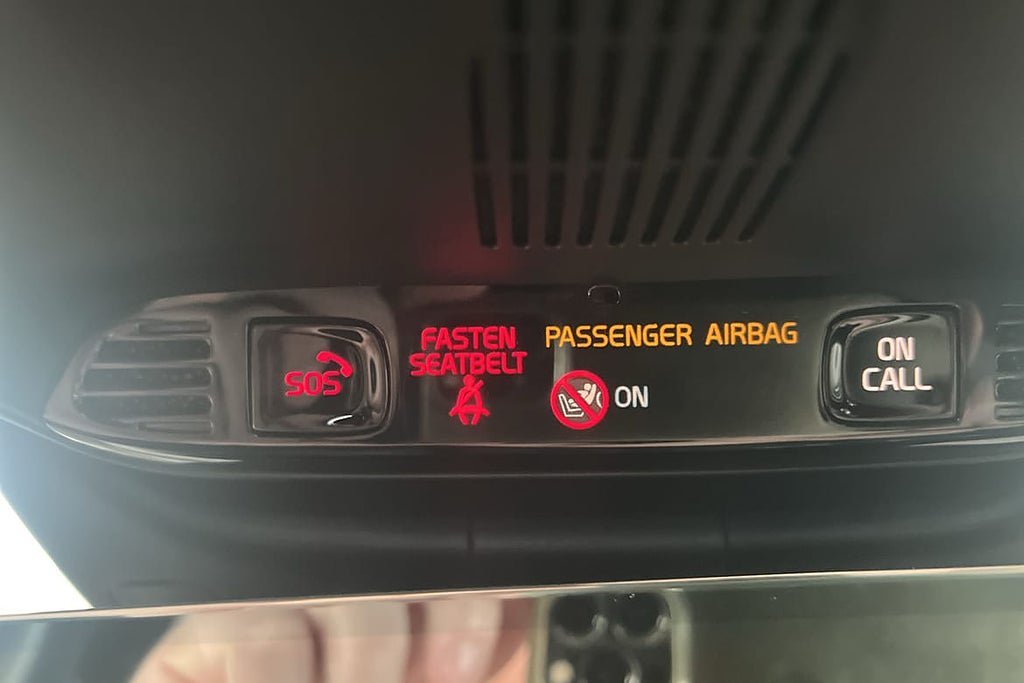 SOS
FASTEN
SEATBELT
PASSENGER AIRBAG
ON
ON
CALL